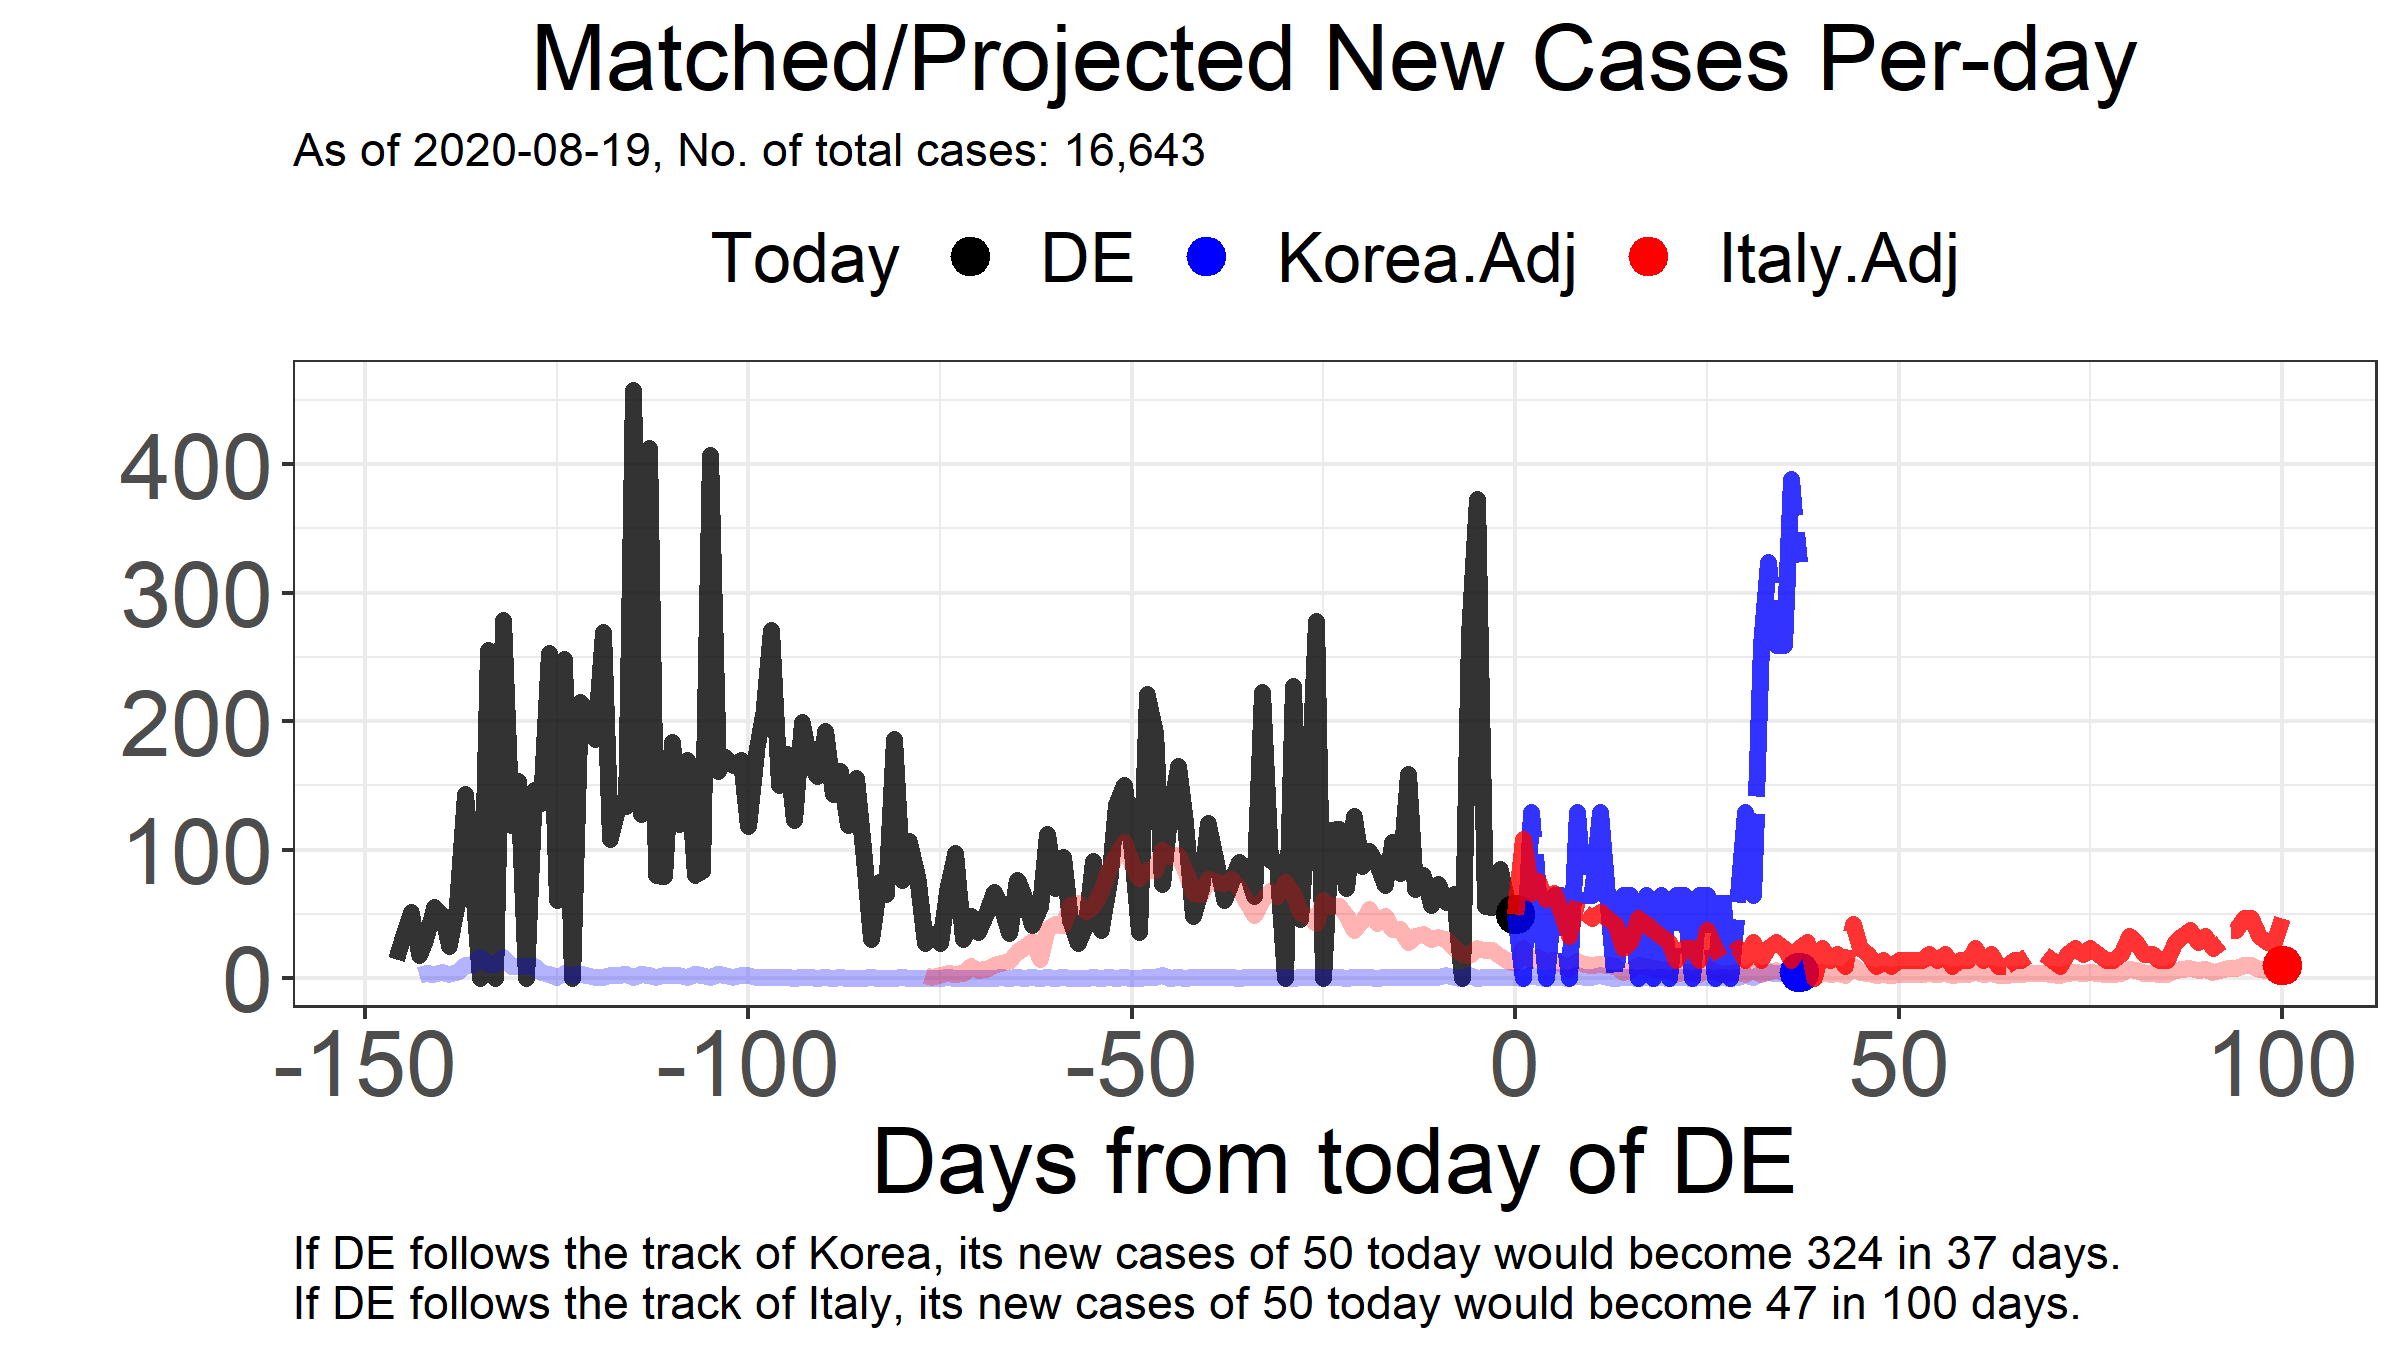 Matched/Projected New Cases Per-day
As of 2020-08-19, No. of total cases: 16,643
Today DE Korea.Adj Italy.Adj
400
300
200
100
0
-150 -100 -50 0 50 100
Days from today of DE
If DE follows the track of Korea, its new cases of 50 today would become 324 in 37 days.
If DE follows the track of Italy, its new cases of 50 today would become 47 in 100 days.